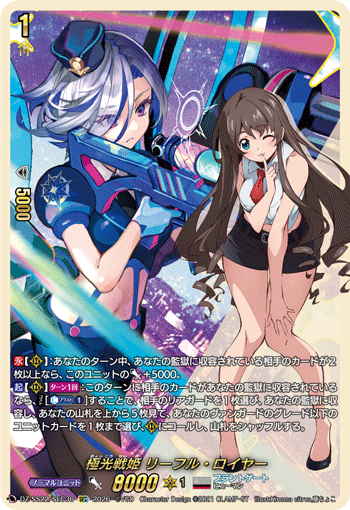 1
5000
【永】【(R)】：あなたのターン中、あなたの監獄に収容されている相手のカードが2
枚以上なら、このユニットの+5000。
【起】【(R)】【ターン1回】：このターンに相手のカードがあなたの監獄に収容されている
なら、【コスト】[1]することで、相手のリアガードを1枚選び、あなたの監獄に収
容し、あなたの山札を上から5枚見て、あなたのヴァンガードのグレード以下の
ユニットカードを1枚まで選び、(R)にコールし、山札をシャッフルする。
極光戦姫 リーフル・ロイヤー
ノーマルユニット
8000
1
ブラントゲート
ヒューマン
2026
Character Design ©2021 CLAMP・ST